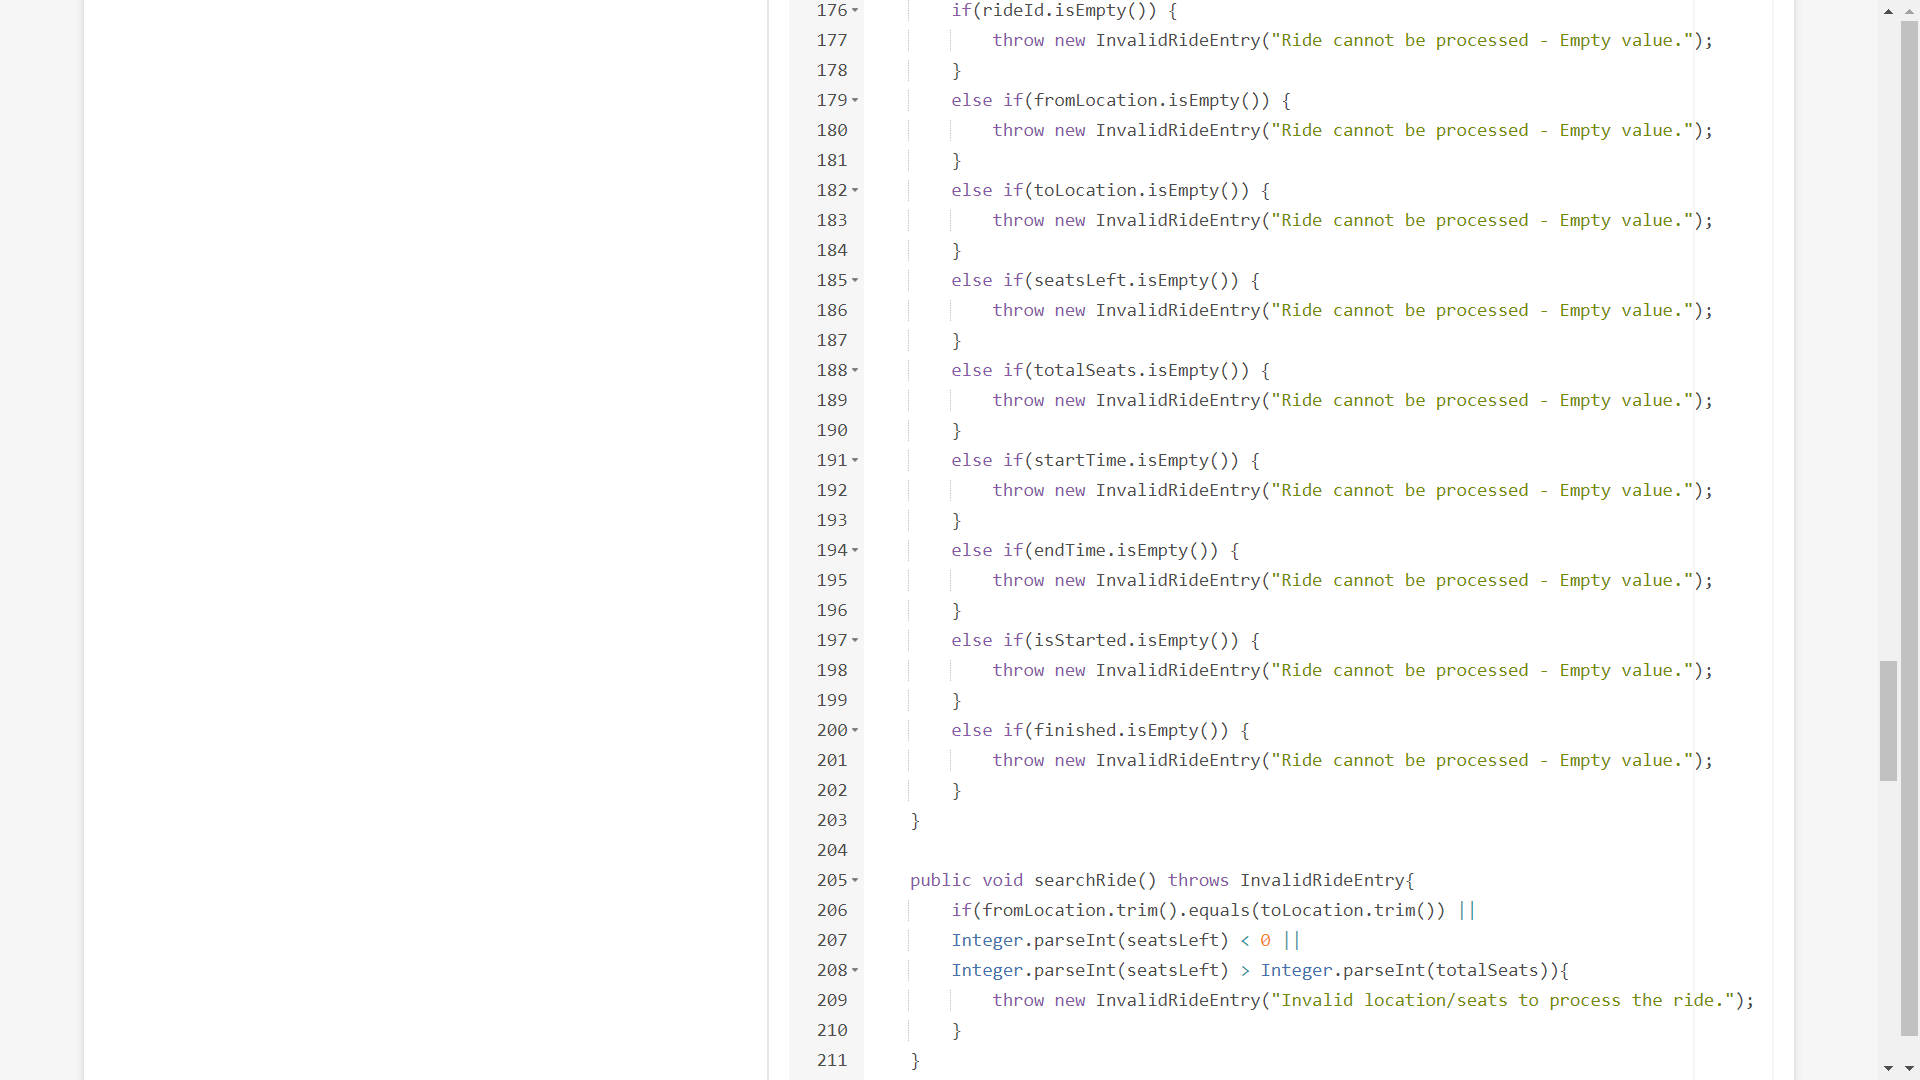 176 if(rideId.isEmpty()) {
177 throw new InvalidRideEntry("Ride cannot be processed - Empty value.");
178 }
179 else if(fromLocation.isEmpty()) {
180 throw new InvalidRideEntry("Ride cannot be processed - Empty value.");
181 }
182 else if(toLocation.isEmpty()) {
183 throw new InvalidRideEntry("Ride cannot be processed - Empty value.");
184 }
185 else if(seatsLeft.isEmpty()) {
186 throw new InvalidRideEntry("Ride cannot be processed - Empty value.");
187 }
188 else if(totalSeats.isEmpty()) {
189 throw new InvalidRideEntry("Ride cannot be processed - Empty value.");
190 }
191 else if(startTime.isEmpty()) {
192 throw new InvalidRideEntry("Ride cannot be processed - Empty value.");
193 }
194 else if(endTime.isEmpty()) {
195 throw new InvalidRideEntry("Ride cannot be processed - Empty value.");
196 }
197 else if(isStarted.isEmpty()) {
198 throw new InvalidRideEntry("Ride cannot be processed - Empty value.");
199 }
200 else if(finished.isEmpty()) {
201 throw new InvalidRideEntry("Ride cannot be processed - Empty value.");
202 }
203 }
204
205 public void searchRide() throws InvalidRideEntry{
206 if(fromLocation.trim().equals(toLocation.trim()) ||
207 Integer.parseInt(seatsLeft) < 0 ||
208 Integer.parseInt(seatsLeft) > Integer.parseInt(totalSeats)){
209 throw new InvalidRideEntry("Invalid location/seats to process the ride.");
210 }
211 }